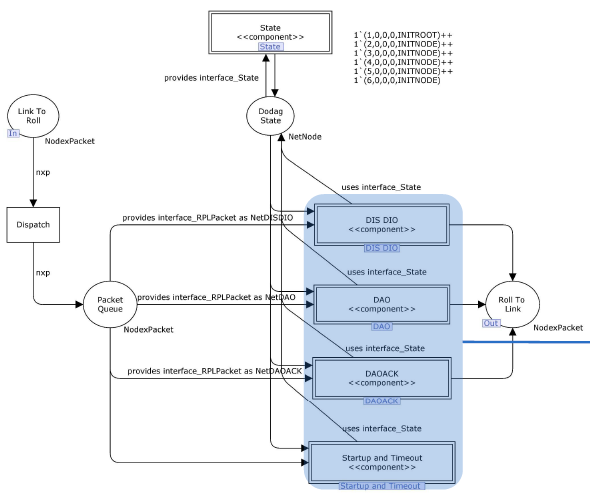 State
<<component>>
State
1`(1,0,0,0,INITROOT)++
1`(2,0,0,0,INITNODE)++
1`(3,0,0,0,INITNODE)++
1`(4,0,0,0,INITNODE)++
1`(5,0,0,0,INITNODE)++
1`(6,0,0,0,INITNODE)
provides interface_State
Link To
Roll
In
NodexPacket
Dodag
State
NetNode
nxp
uses interface_State
Dispatch
provides interface_RPLPacket as NetDISDIO
DIS DIO
<<component>>
DIS DIO
nxp
uses interface_State
Packet
Queue
NodexPacket
provides interface_RPLPacket as NetDAO
DAO
<<component>>
DAO
Roll To
Link
Out
NodexPacket
uses interface_State
provides interface_RPLPacket as NetDAOACK
DAOACK
<<component>>
DAOACK
uses interface_State
Startup and Timeout
<<component>>
Startup and Timeout